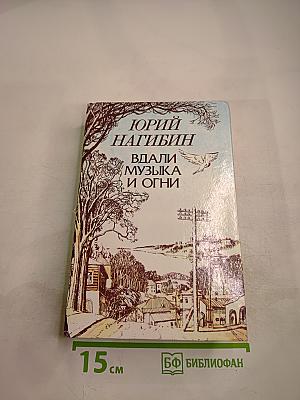 ЮРИЙ
НАГИБИН
ВДАЛИ
МУЗЫКА
И ОГНИ
15 см
БФ БИБЛИОФАН